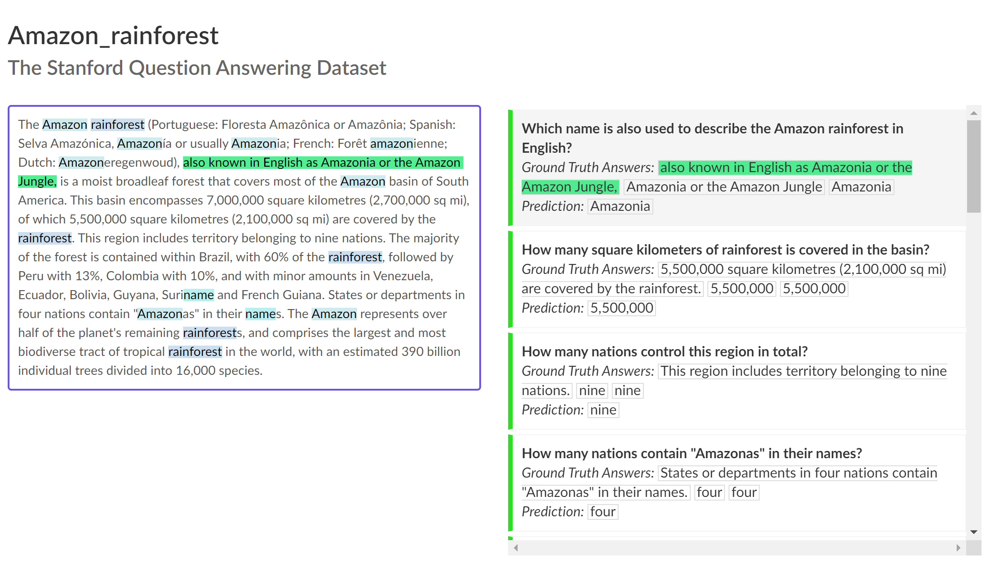 Amazon_rainforest
The Stanford Question Answering Dataset
The Amazon rainforest (Portuguese: Floresta Amazônica or Amazônia; Spanish:
Selva Amazónica, Amazonía or usually Amazonia; French: Forêt amazonienne;
Dutch: Amazoneregenwoud), also known in English as Amazonia or the Amazon
Jungle, is a moist broadleaf forest that covers most of the Amazon basin of South
America. This basin encompasses 7,000,000 square kilometres (2,700,000 sq mi),
of which 5,500,000 square kilometres (2,100,000 sq mi) are covered by the
rainforest. This region includes territory belonging to nine nations. The majority
of the forest is contained within Brazil, with 60% of the rainforest, followed by
Peru with 13%, Colombia with 10%, and with minor amounts in Venezuela,
Ecuador, Bolivia, Guyana, Suriname and French Guiana. States or departments in
four nations contain "Amazonas" in their names. The Amazon represents over
half of the planet's remaining rainforests, and comprises the largest and most
biodiverse tract of tropical rainforest in the world, with an estimated 390 billion
individual trees divided into 16,000 species.
Which name is also used to describe the Amazon rainforest in
English?
Ground Truth Answers: also known in English as Amazonia or the
Amazon Jungle, Amazonia or the Amazon Jungle Amazonia
Prediction: Amazonia
How many square kilometers of rainforest is covered in the basin?
Ground Truth Answers: 5,500,000 square kilometres (2,100,000 sq mi)
are covered by the rainforest. 5,500,000 5,500,000
Prediction: 5,500,000
How many nations control this region in total?
Ground Truth Answers: This region includes territory belonging to nine
nations. nine nine
Prediction: nine
How many nations contain "Amazonas" in their names?
Ground Truth Answers: States or departments in four nations contain
"Amazonas" in their names. four four
Prediction: four